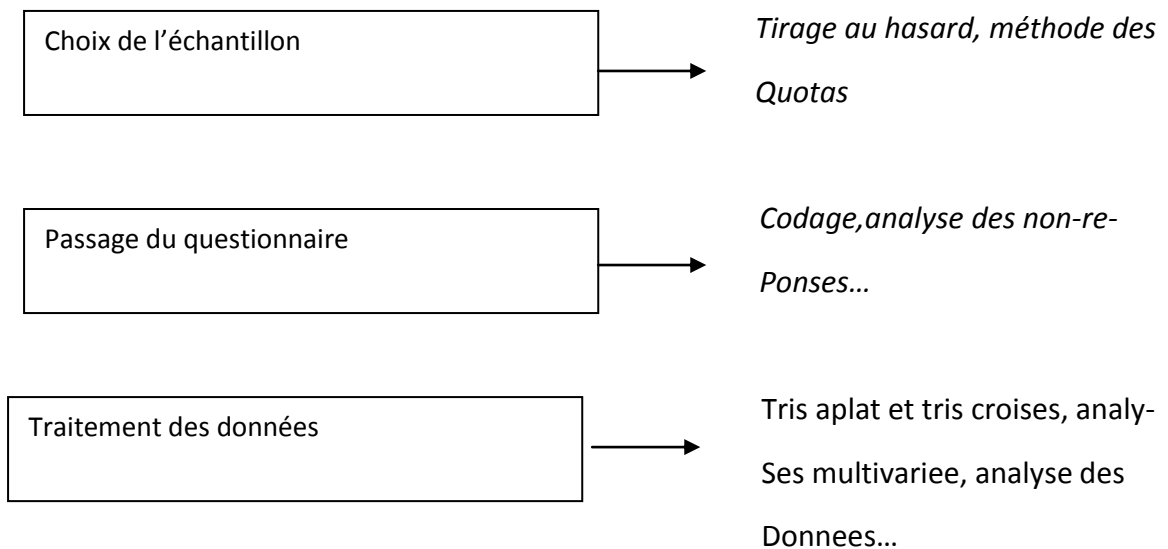 Choix de l’échantillon
Tirage au hasard, méthode des
Quotas
Passage du questionnaire
Codage,analyse des non-re-
Ponses…
Traitement des données
Tris aplat et tris croises, analy-
Ses multivariee, analyse des
Donnees…